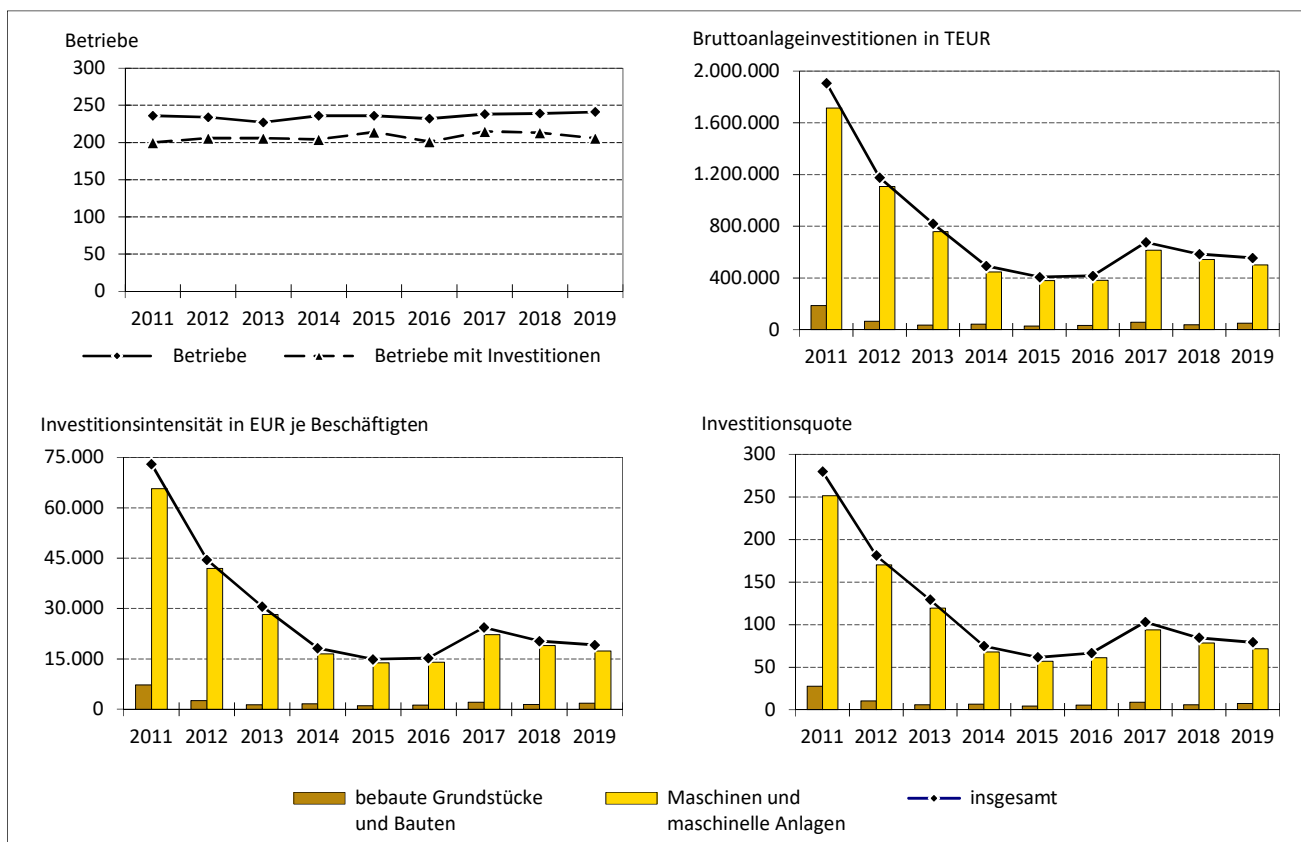 Betriebe
300
250
200
150
100
50
0
2011 2012 2013 2014 2015 2016 2017 2018 2019
Betriebe Betriebe mit Investitionen
Bruttoanlageinvestitionen in TEUR
2.000.000
1.600.000
1.200.000
800.000
400.000
0
2011 2012 2013 2014 2015 2016 2017 2018 2019
Investitionsintensität in EUR je Beschäftigten
75.000
60.000
45.000
30.000
15.000
0
2011 2012 2013 2014 2015 2016 2017 2018 2019
Investitionsquote
300
250
200
150
100
50
0
2011 2012 2013 2014 2015 2016 2017 2018 2019
bebaute Grundstücke
und Bauten
Maschinen und
maschinelle Anlagen
insgesamt